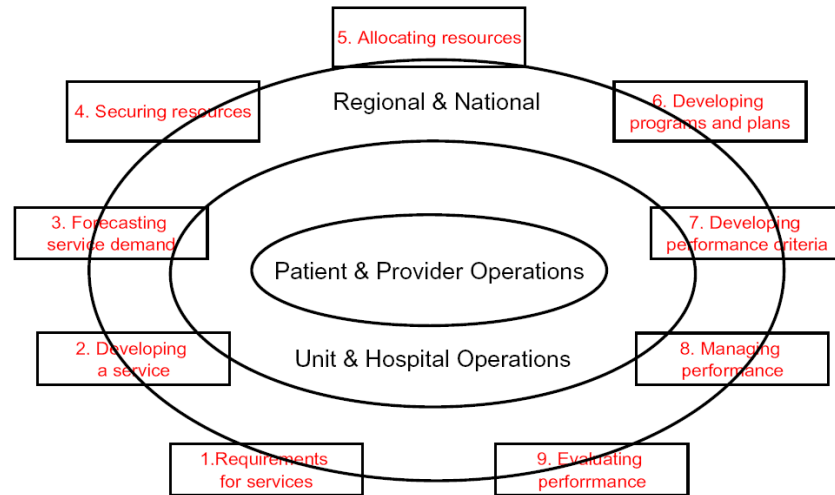 5. Allocating resources
Regional & National
4. Securing resources
6. Developing
programs and plans
3. Forecasting
service demand
7. Developing
performance criteria
Patient & Provider Operations
2. Developing
a service
Unit & Hospital Operations
8. Managing
performance
1.Requirements
for services
9. Evaluating
perforrmance